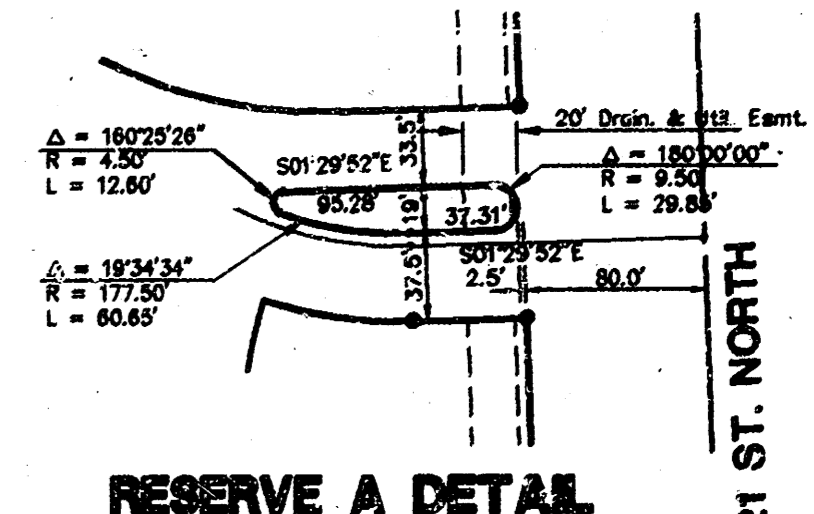 20' Drain. & Util. Esmt.
Δ = 160°25'26"
R = 4.50'
L = 12.60'
S01°29'52"E
33.5'
Δ = 180°00'00"
R = 9.50'
L = 29.85'
95.28'
19'
37.31'
S01°29'52"E
2.5'
80.0'
37.5'
Δ = 19°34'34"
R = 177.50'
L = 60.65'
21 ST. NORTH
RESERVE A DETAIL